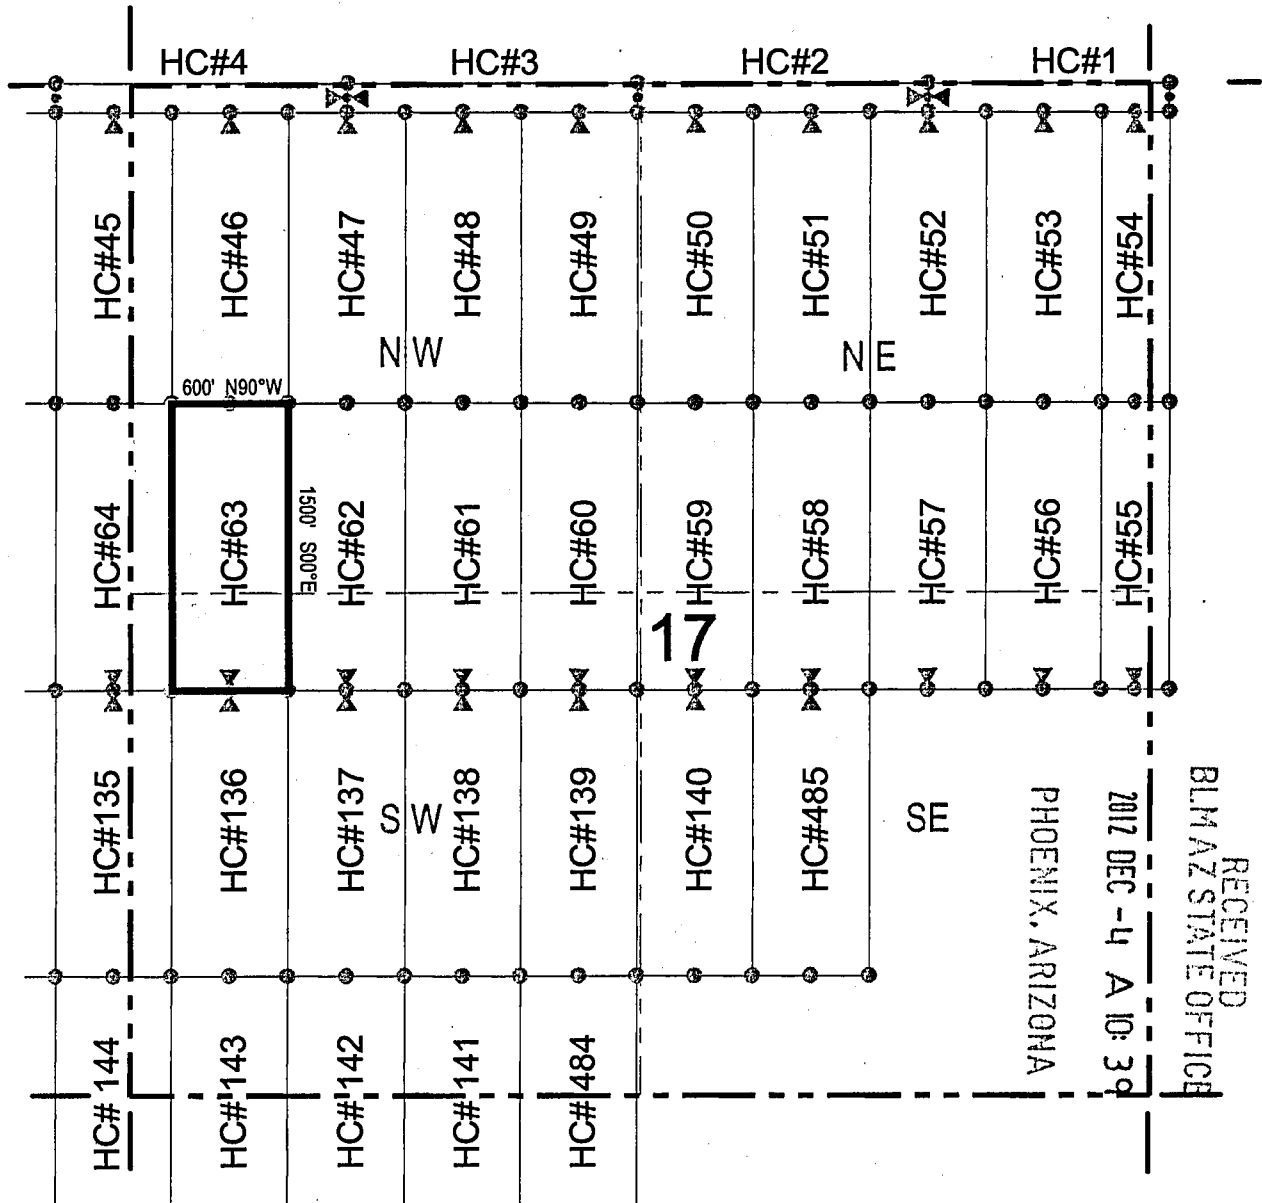 HC#4 HC#3 HC#2 HC#1
HC#45 HC#46 HC#47 HC#48 HC#49 HC#50 HC#51 HC#52 HC#53 HC#54
NW NE
600' N90°W
HC#64 HC#63 HC#62 HC#61 HC#60 HC#59 HC#58 HC#57 HC#56 HC#55
1500' S00°E
17
HC#135 HC#136 HC#137 HC#138 HC#139 HC#140 HC#485
SW SE
HC# 144 HC# 143 HC# 142 HC# 141 HC# 484
RECEIVED
BLM AZ STATE OFFICE
2012 DEC -4 A 10: 39
PHOENIX, ARIZONA